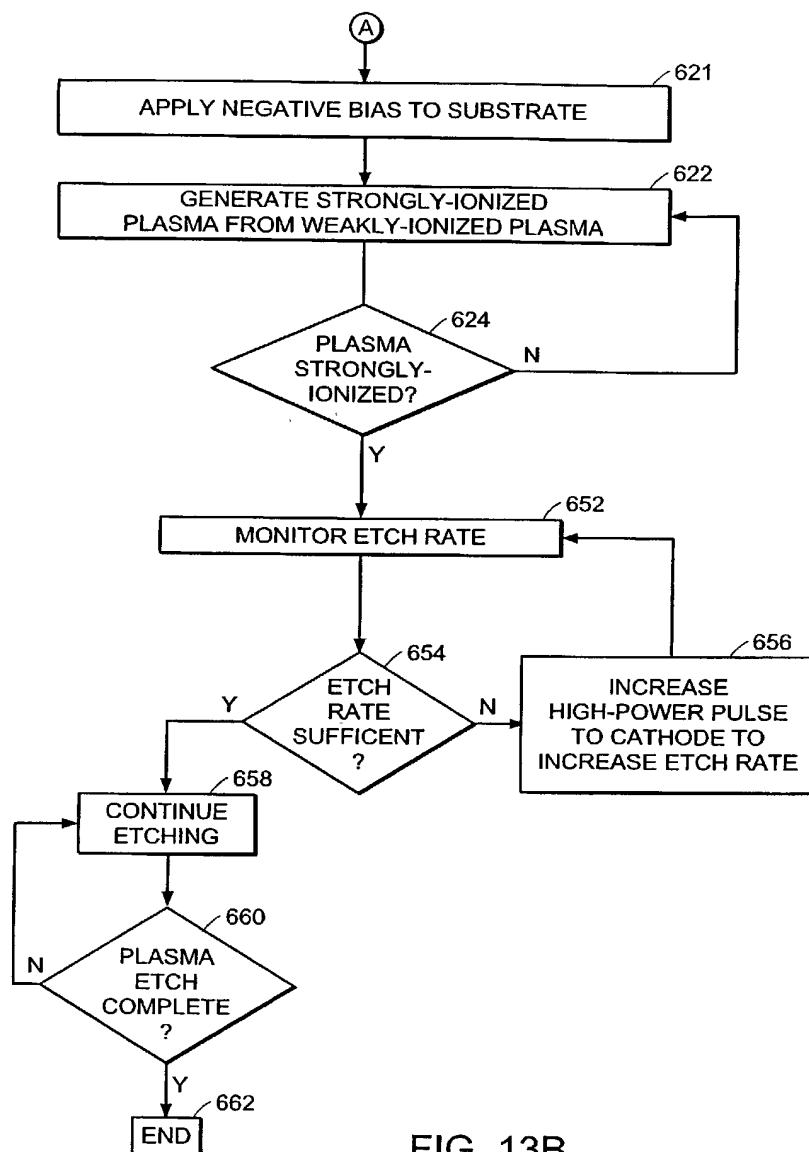 A
621
APPLY NEGATIVE BIAS TO SUBSTRATE
622
GENERATE STRONGLY-IONIZED
PLASMA FROM WEAKLY-IONIZED PLASMA
624
PLASMA
STRONGLY-
IONIZED?
N
Y
652
MONITOR ETCH RATE
654
ETCH
RATE
SUFFICENT
?
Y
N
656
INCREASE
HIGH-POWER PULSE
TO CATHODE TO
INCREASE ETCH RATE
658
CONTINUE
ETCHING
660
PLASMA
ETCH
COMPLETE
?
N
Y
662
END
FIG. 13B